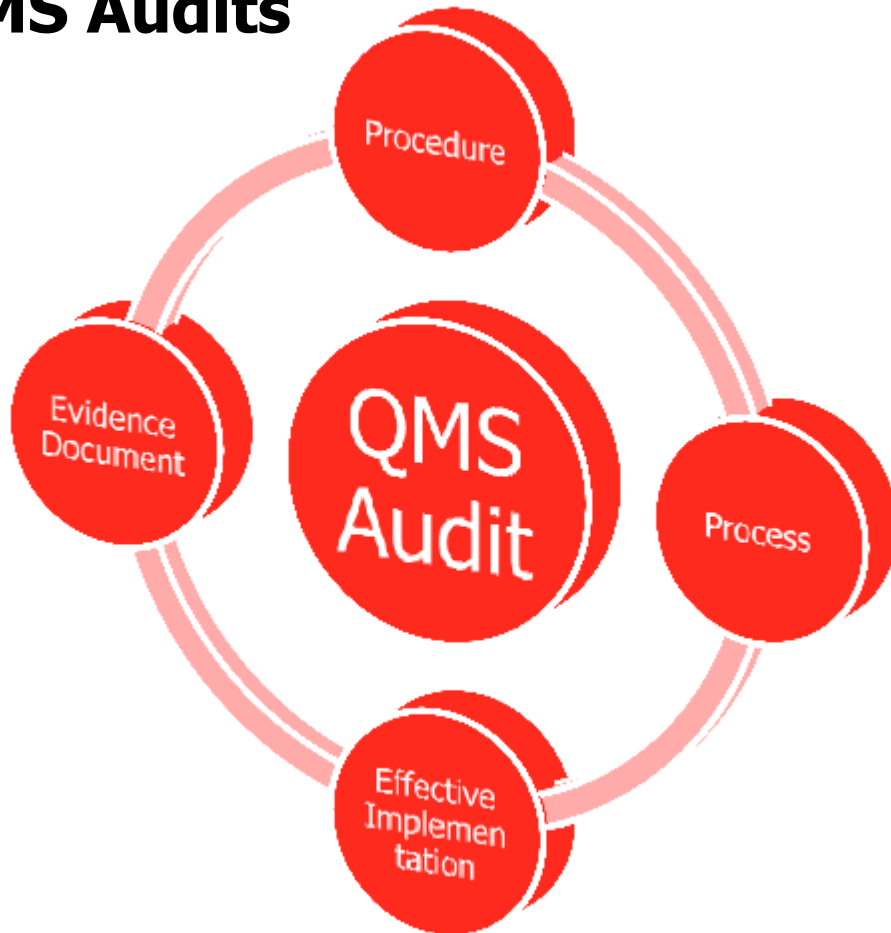 MS Audits
Procedure
Evidence
Document
QMS
Audit
Process
Effective
Implemen
tation